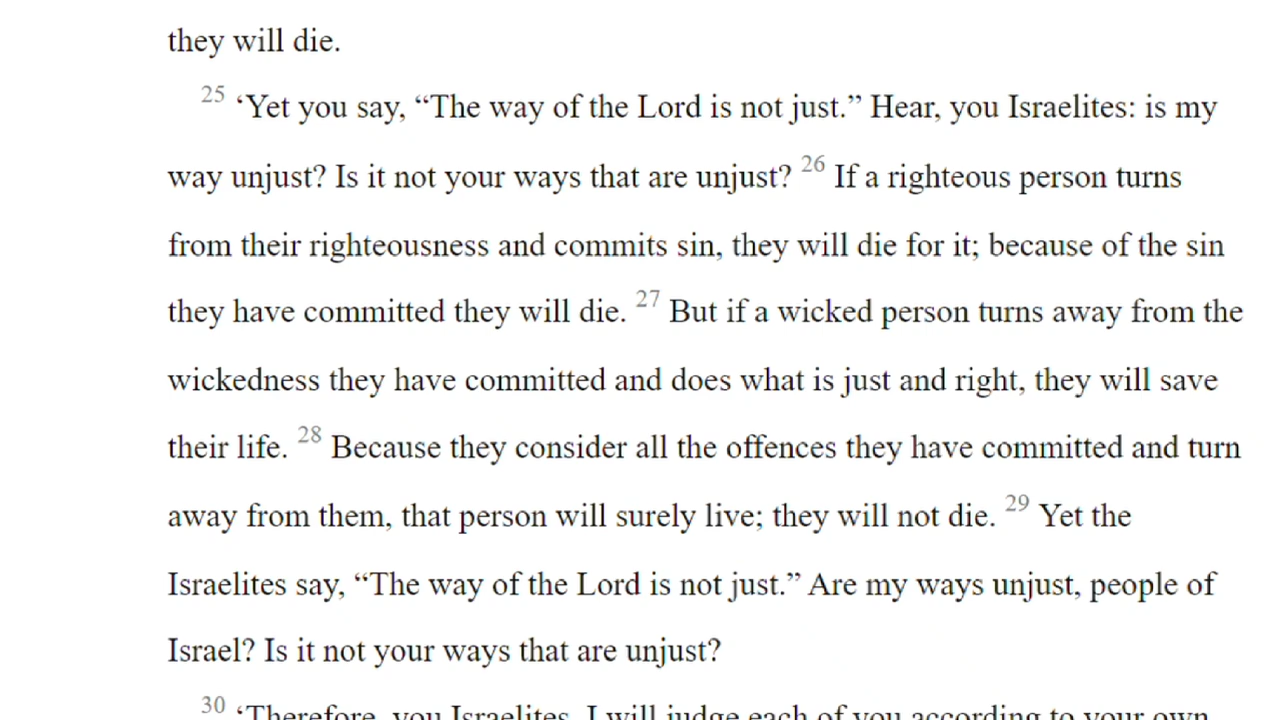 they will die.
25 ‘Yet you say, “The way of the Lord is not just.” Hear, you Israelites: is my
way unjust? Is it not your ways that are unjust? 26 If a righteous person turns
from their righteousness and commits sin, they will die for it; because of the sin
they have committed they will die. 27 But if a wicked person turns away from the
wickedness they have committed and does what is just and right, they will save
their life. 28 Because they consider all the offences they have committed and turn
away from them, that person will surely live; they will not die. 29 Yet the
Israelites say, “The way of the Lord is not just.” Are my ways unjust, people of
Israel? Is it not your ways that are unjust?
30 ‘Therefore, you Israelites, I will judge each of you according to your own